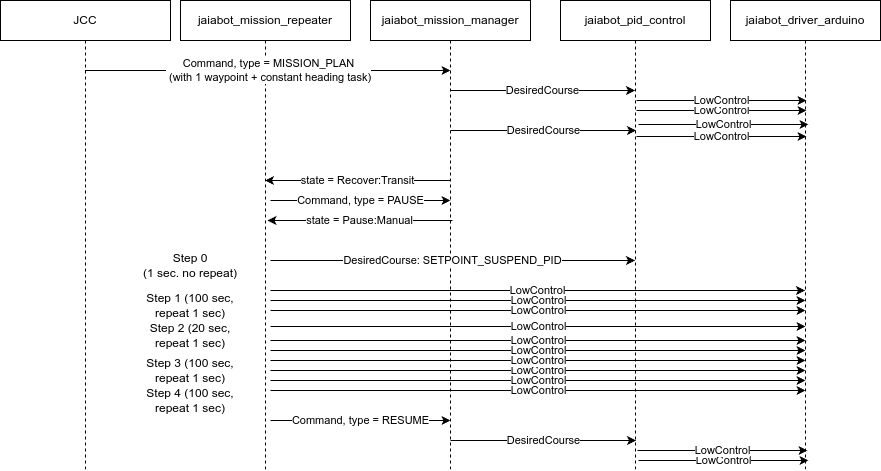 JCC
jaiabot_mission_repeater
jaiabot_mission_manager
jaiabot_pid_control
jaiabot_driver_arduino
Command, type = MISSION_PLAN
(with 1 waypoint + constant heading task)
DesiredCourse
LowControl
LowControl
LowControl
DesiredCourse
LowControl
state = Recover:Transit
Command, type = PAUSE
state = Pause:Manual
Step 0
(1 sec. no repeat)
DesiredCourse: SETPOINT_SUSPEND_PID
LowControl
Step 1 (100 sec,
repeat 1 sec)
LowControl
LowControl
Step 2 (20 sec,
repeat 1 sec)
LowControl
LowControl
LowControl
Step 3 (100 sec,
repeat 1 sec)
LowControl
LowControl
LowControl
Step 4 (100 sec,
repeat 1 sec)
LowControl
Command, type = RESUME
DesiredCourse
LowControl
LowControl